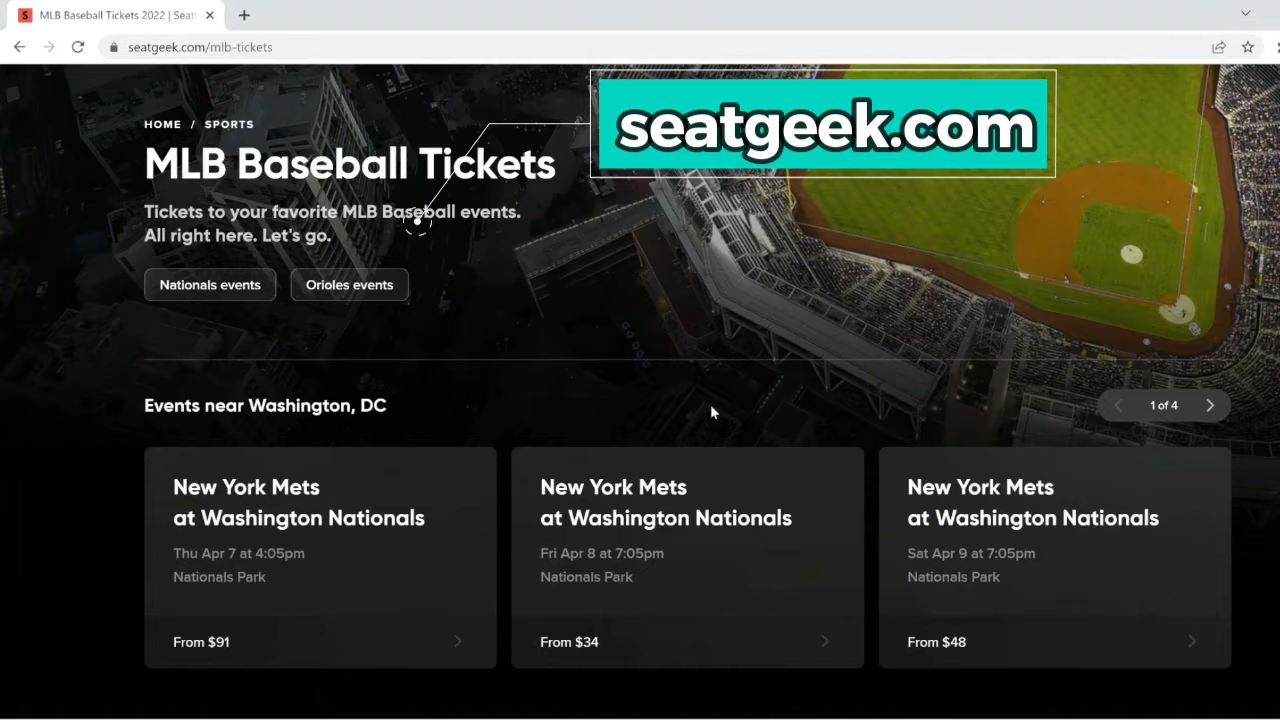 MLB Baseball Tickets 2022 | Seat
seatgeek.com/mlb-tickets
seatgeek.com
HOME / SPORTS
MLB Baseball Tickets
Tickets to your favorite MLB Baseball events.
All right here. Let's go.
Nationals events
Orioles events
Events near Washington, DC
1 of 4
New York Mets
at Washington Nationals
Thu Apr 7 at 4:05pm
Nationals Park
From $91
New York Mets
at Washington Nationals
Fri Apr 8 at 7:05pm
Nationals Park
From $34
New York Mets
at Washington Nationals
Sat Apr 9 at 7:05pm
Nationals Park
From $48